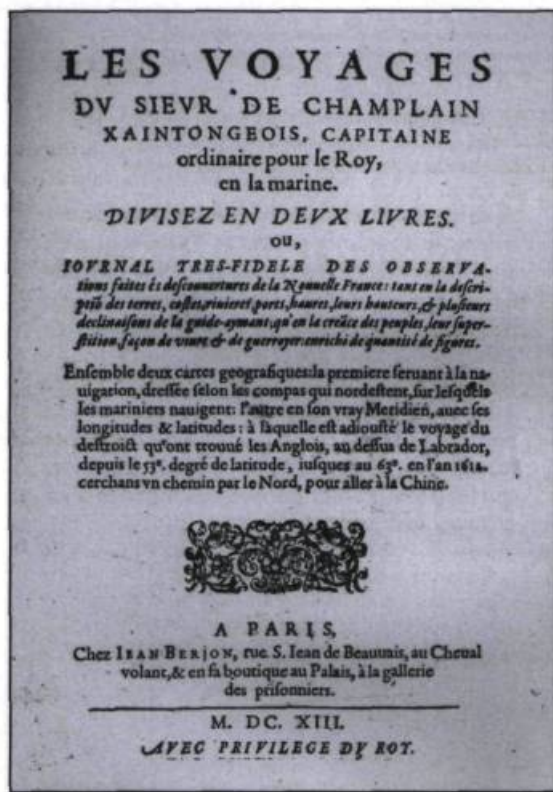 LES VOYAGES
DV SIEVR DE CHAMPLAIN
XAINTONGEOIS, CAPITAINE
ordinaire pour le Roy,
en la marine.
DIVISEZ EN DEVX LIVRES.
ou,
IOVRNAL TRES-FIDELE DES OBSERVA-
tions faites és descouuertures de la Nouuelle France: tant en la descri-
ptiõ des terres, costes, riuieres, ports, haures, leurs hauteurs, & plusieurs
declinaisons de la guide-aymant; qu'en la creãce des peuples, leur super-
stition, façon de viure & de guerroyer: enrichi de quantité de figures.
Ensemble deux cartes geografiques: la premiere seruant à la na-
uigation, dressée selon les compas qui nordestent, sur lesquels
les mariniers nauigent: l'autre en son vray Meridien, auec ses
longitudes & latitudes: à laquelle est adiousté le voyage du
destroict qu'ont trouué les Anglois, au dessus de Labrador,
depuis le 53e. degré de latitude, iusques au 63e. en l'an 1612.
cerchans vn chemin par le Nord, pour aller à la Chine.
A PARIS,
Chez IEAN BERJON, rue S. Iean de Beauuais, au Cheual
volant, & en sa boutique au Palais, à la gallerie
des prisonniers.
M. DC. XIII.
AVEC PRIVILEGE DV ROY.